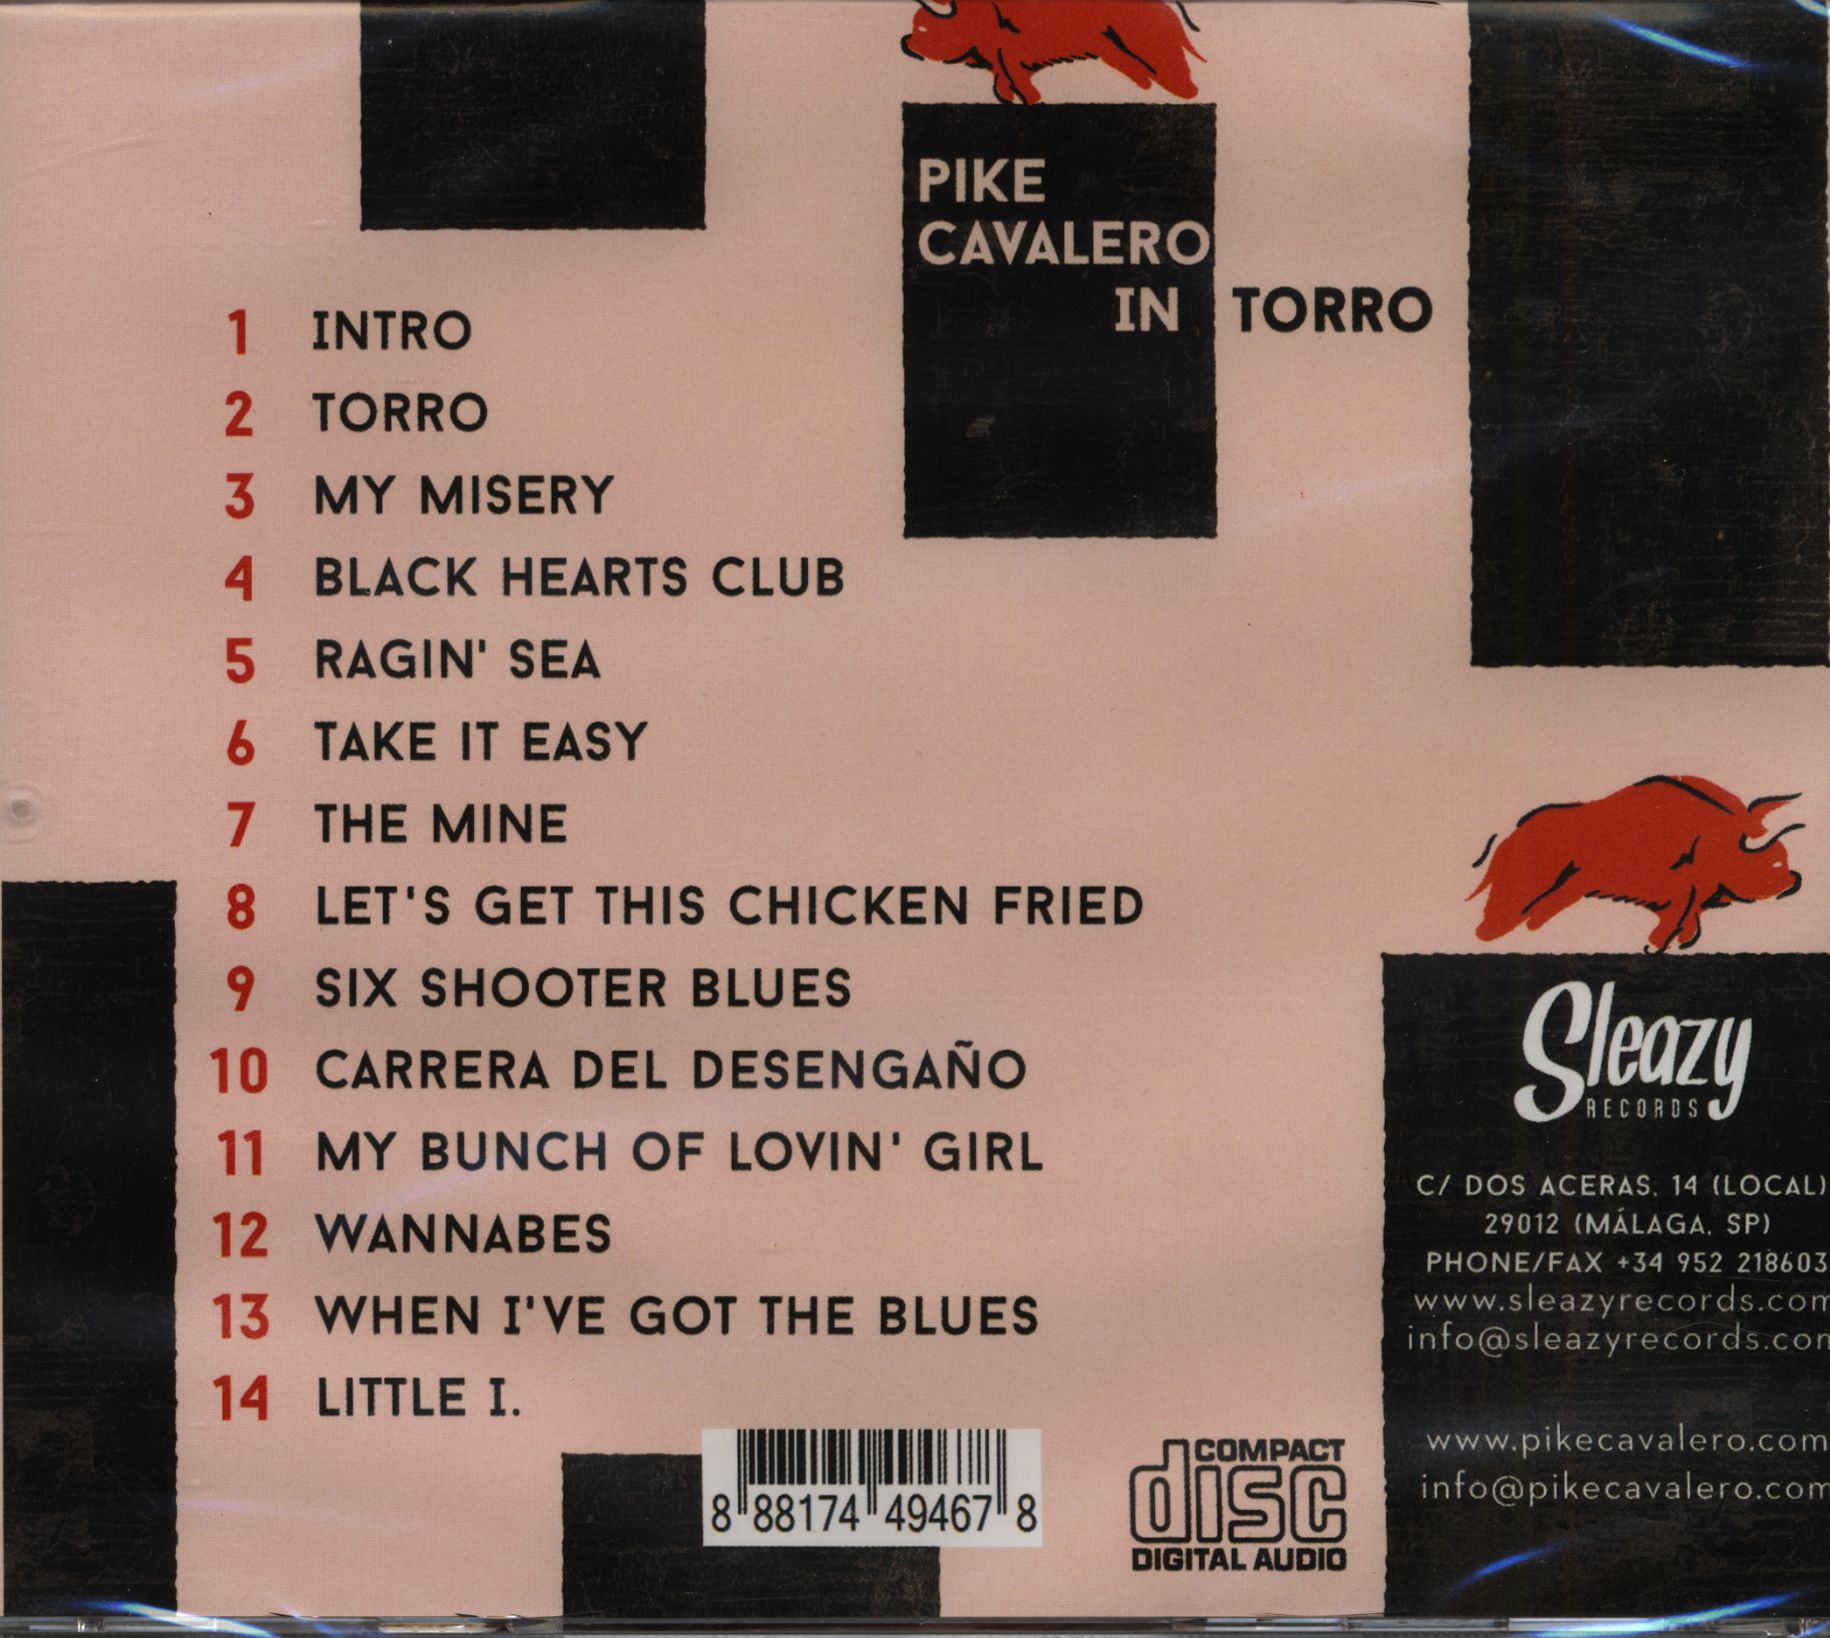 PIKE
CAVALERO
IN TORRO
1 INTRO
2 TORRO
3 MY MISERY
4 BLACK HEARTS CLUB
5 RAGIN' SEA
6 TAKE IT EASY
7 THE MINE
8 LET'S GET THIS CHICKEN FRIED
9 SIX SHOOTER BLUES
10 CARRERA DEL DESENGAÑO
11 MY BUNCH OF LOVIN' GIRL
12 WANNABES
13 WHEN I'VE GOT THE BLUES
14 LITTLE I.
Sleazy
RECORDS
C/ DOS ACERAS, 14 (LOCAL)
29012 (MÁLAGA, SP)
PHONE/FAX +34 952 218603
www.sleazyrecords.com
info@sleazyrecords.com
www.pikecavalero.com
info@pikecavalero.com
8 88174 49467 8
COMPACT
disc
DIGITAL AUDIO